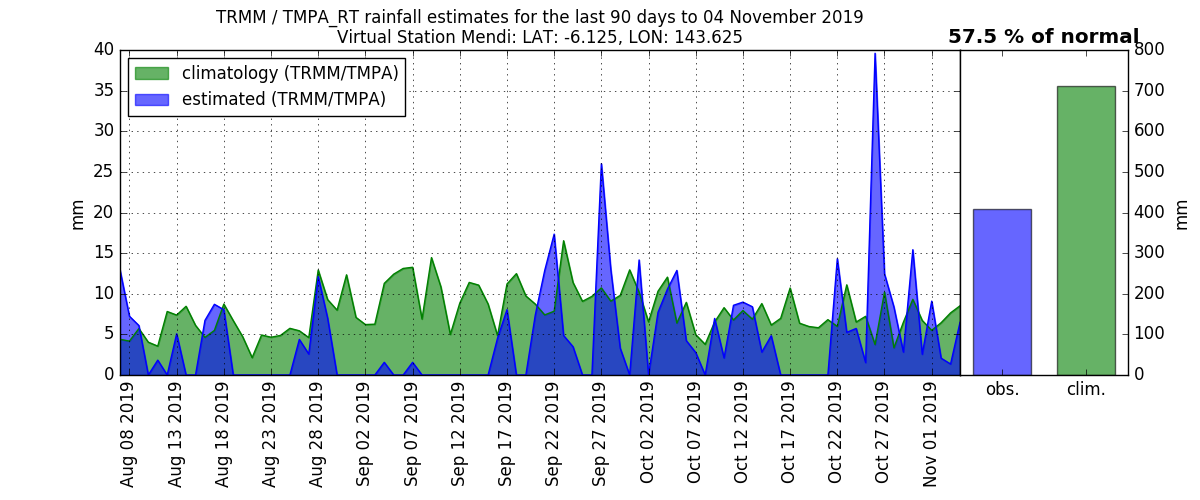 TRMM / TMPA_RT rainfall estimates for the last 90 days to 04 November 2019
Virtual Station Mendi: LAT: -6.125, LON: 143.625
57.5 % of normal
climatology (TRMM/TMPA)
estimated (TRMM/TMPA)
mm
40
35
30
25
20
15
10
5
0
Aug 08 2019
Aug 13 2019
Aug 18 2019
Aug 23 2019
Aug 28 2019
Sep 02 2019
Sep 07 2019
Sep 12 2019
Sep 17 2019
Sep 22 2019
Sep 27 2019
Oct 02 2019
Oct 07 2019
Oct 12 2019
Oct 17 2019
Oct 22 2019
Oct 27 2019
Nov 01 2019
800
700
600
500
400
300
200
100
0
mm
obs.
clim.